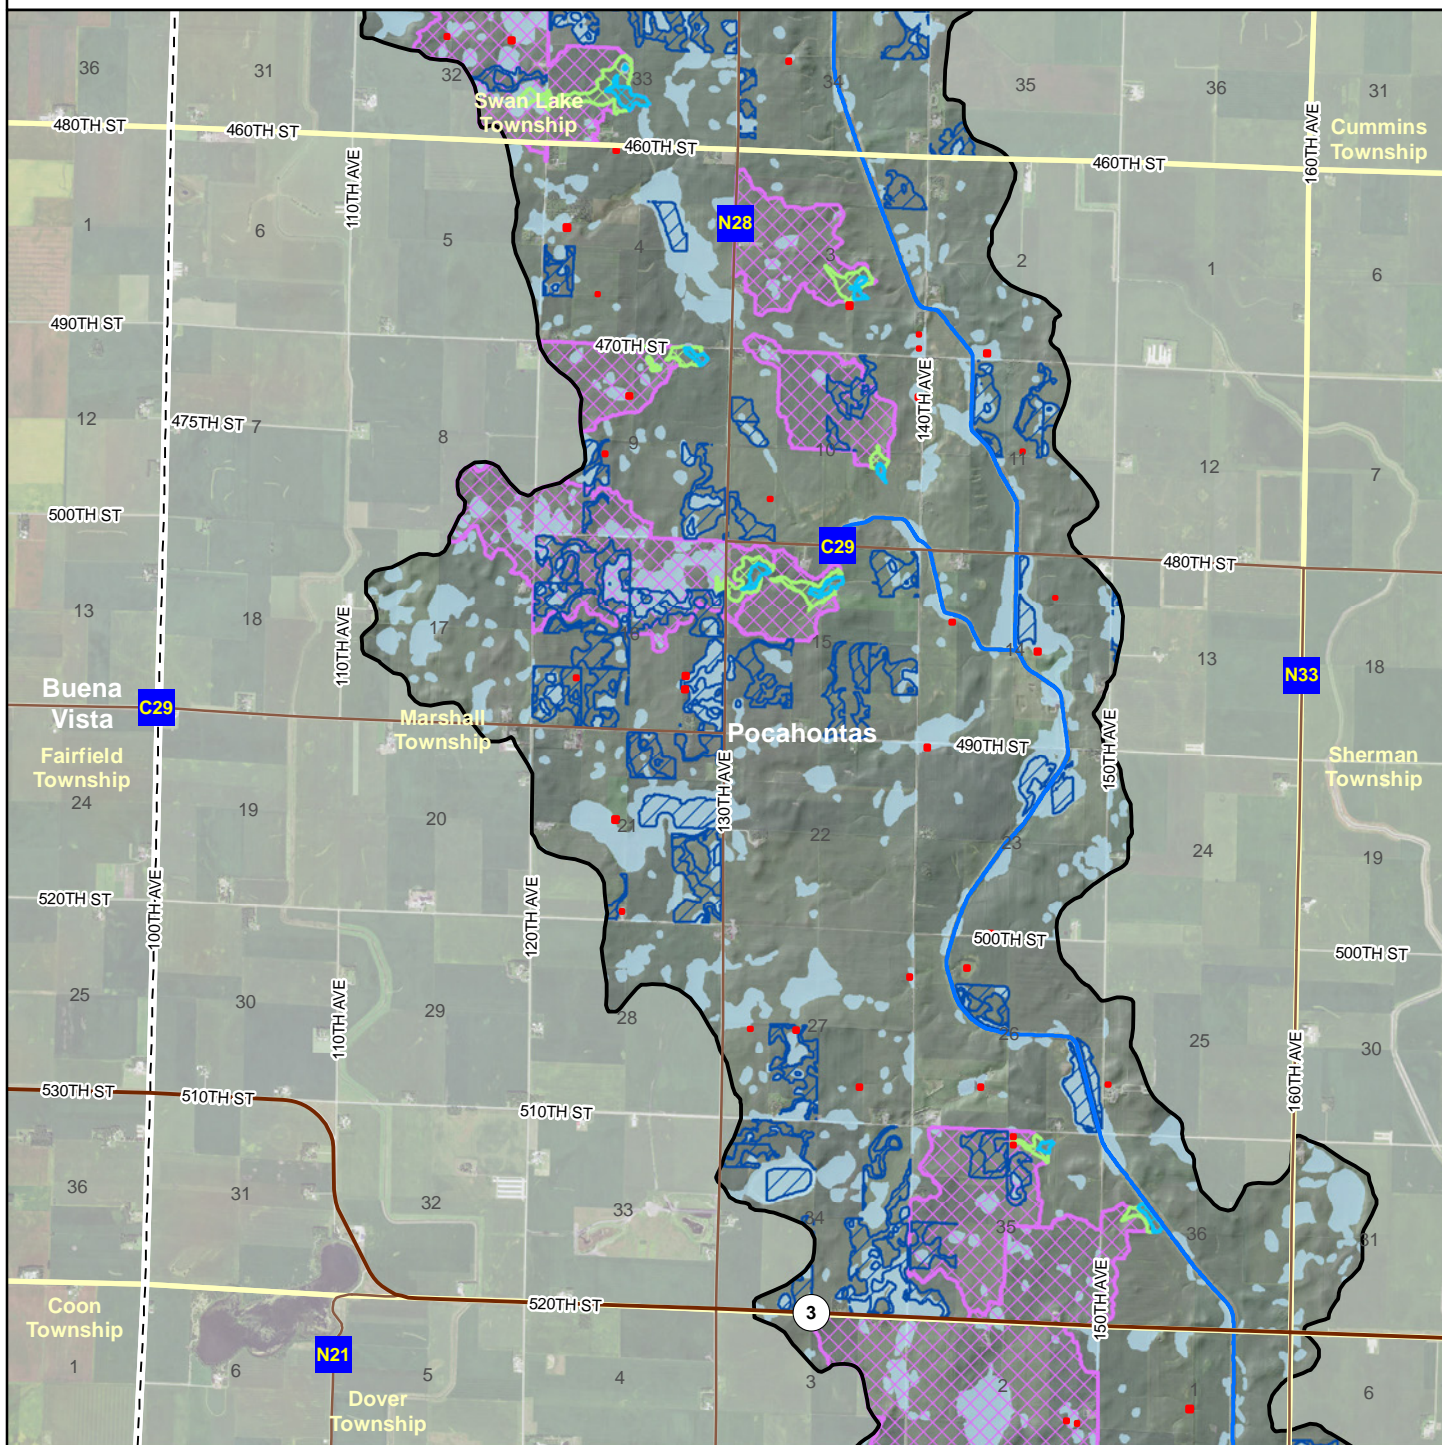 36
31
32
33
34
35
36
31
Swan Lake
Township
Cummins
Township
480TH ST
460TH ST
460TH ST
460TH ST
160TH AVE
110TH AVE
N28
1
6
5
4
3
2
1
6
490TH ST
470TH ST
140TH AVE
12
475TH ST
7
8
9
10
11
12
7
500TH ST
C29
480TH ST
13
18
110TH AVE
17
16
15
14
13
18
N33
Buena
Vista
C29
Marshall
Township
Pocahontas
490TH ST
150TH AVE
Fairfield
Township
Sherman
Township
130TH AVE
24
19
20
21
22
23
24
19
520TH ST
100TH AVE
120TH AVE
500TH ST
500TH ST
25
30
110TH AVE
29
28
27
26
25
30
160TH AVE
530TH ST
510TH ST
510TH ST
36
31
32
33
34
35
36
31
Coon
Township
520TH ST
3
150TH AVE
N21
1
6
5
4
3
2
1
6
Dover
Township